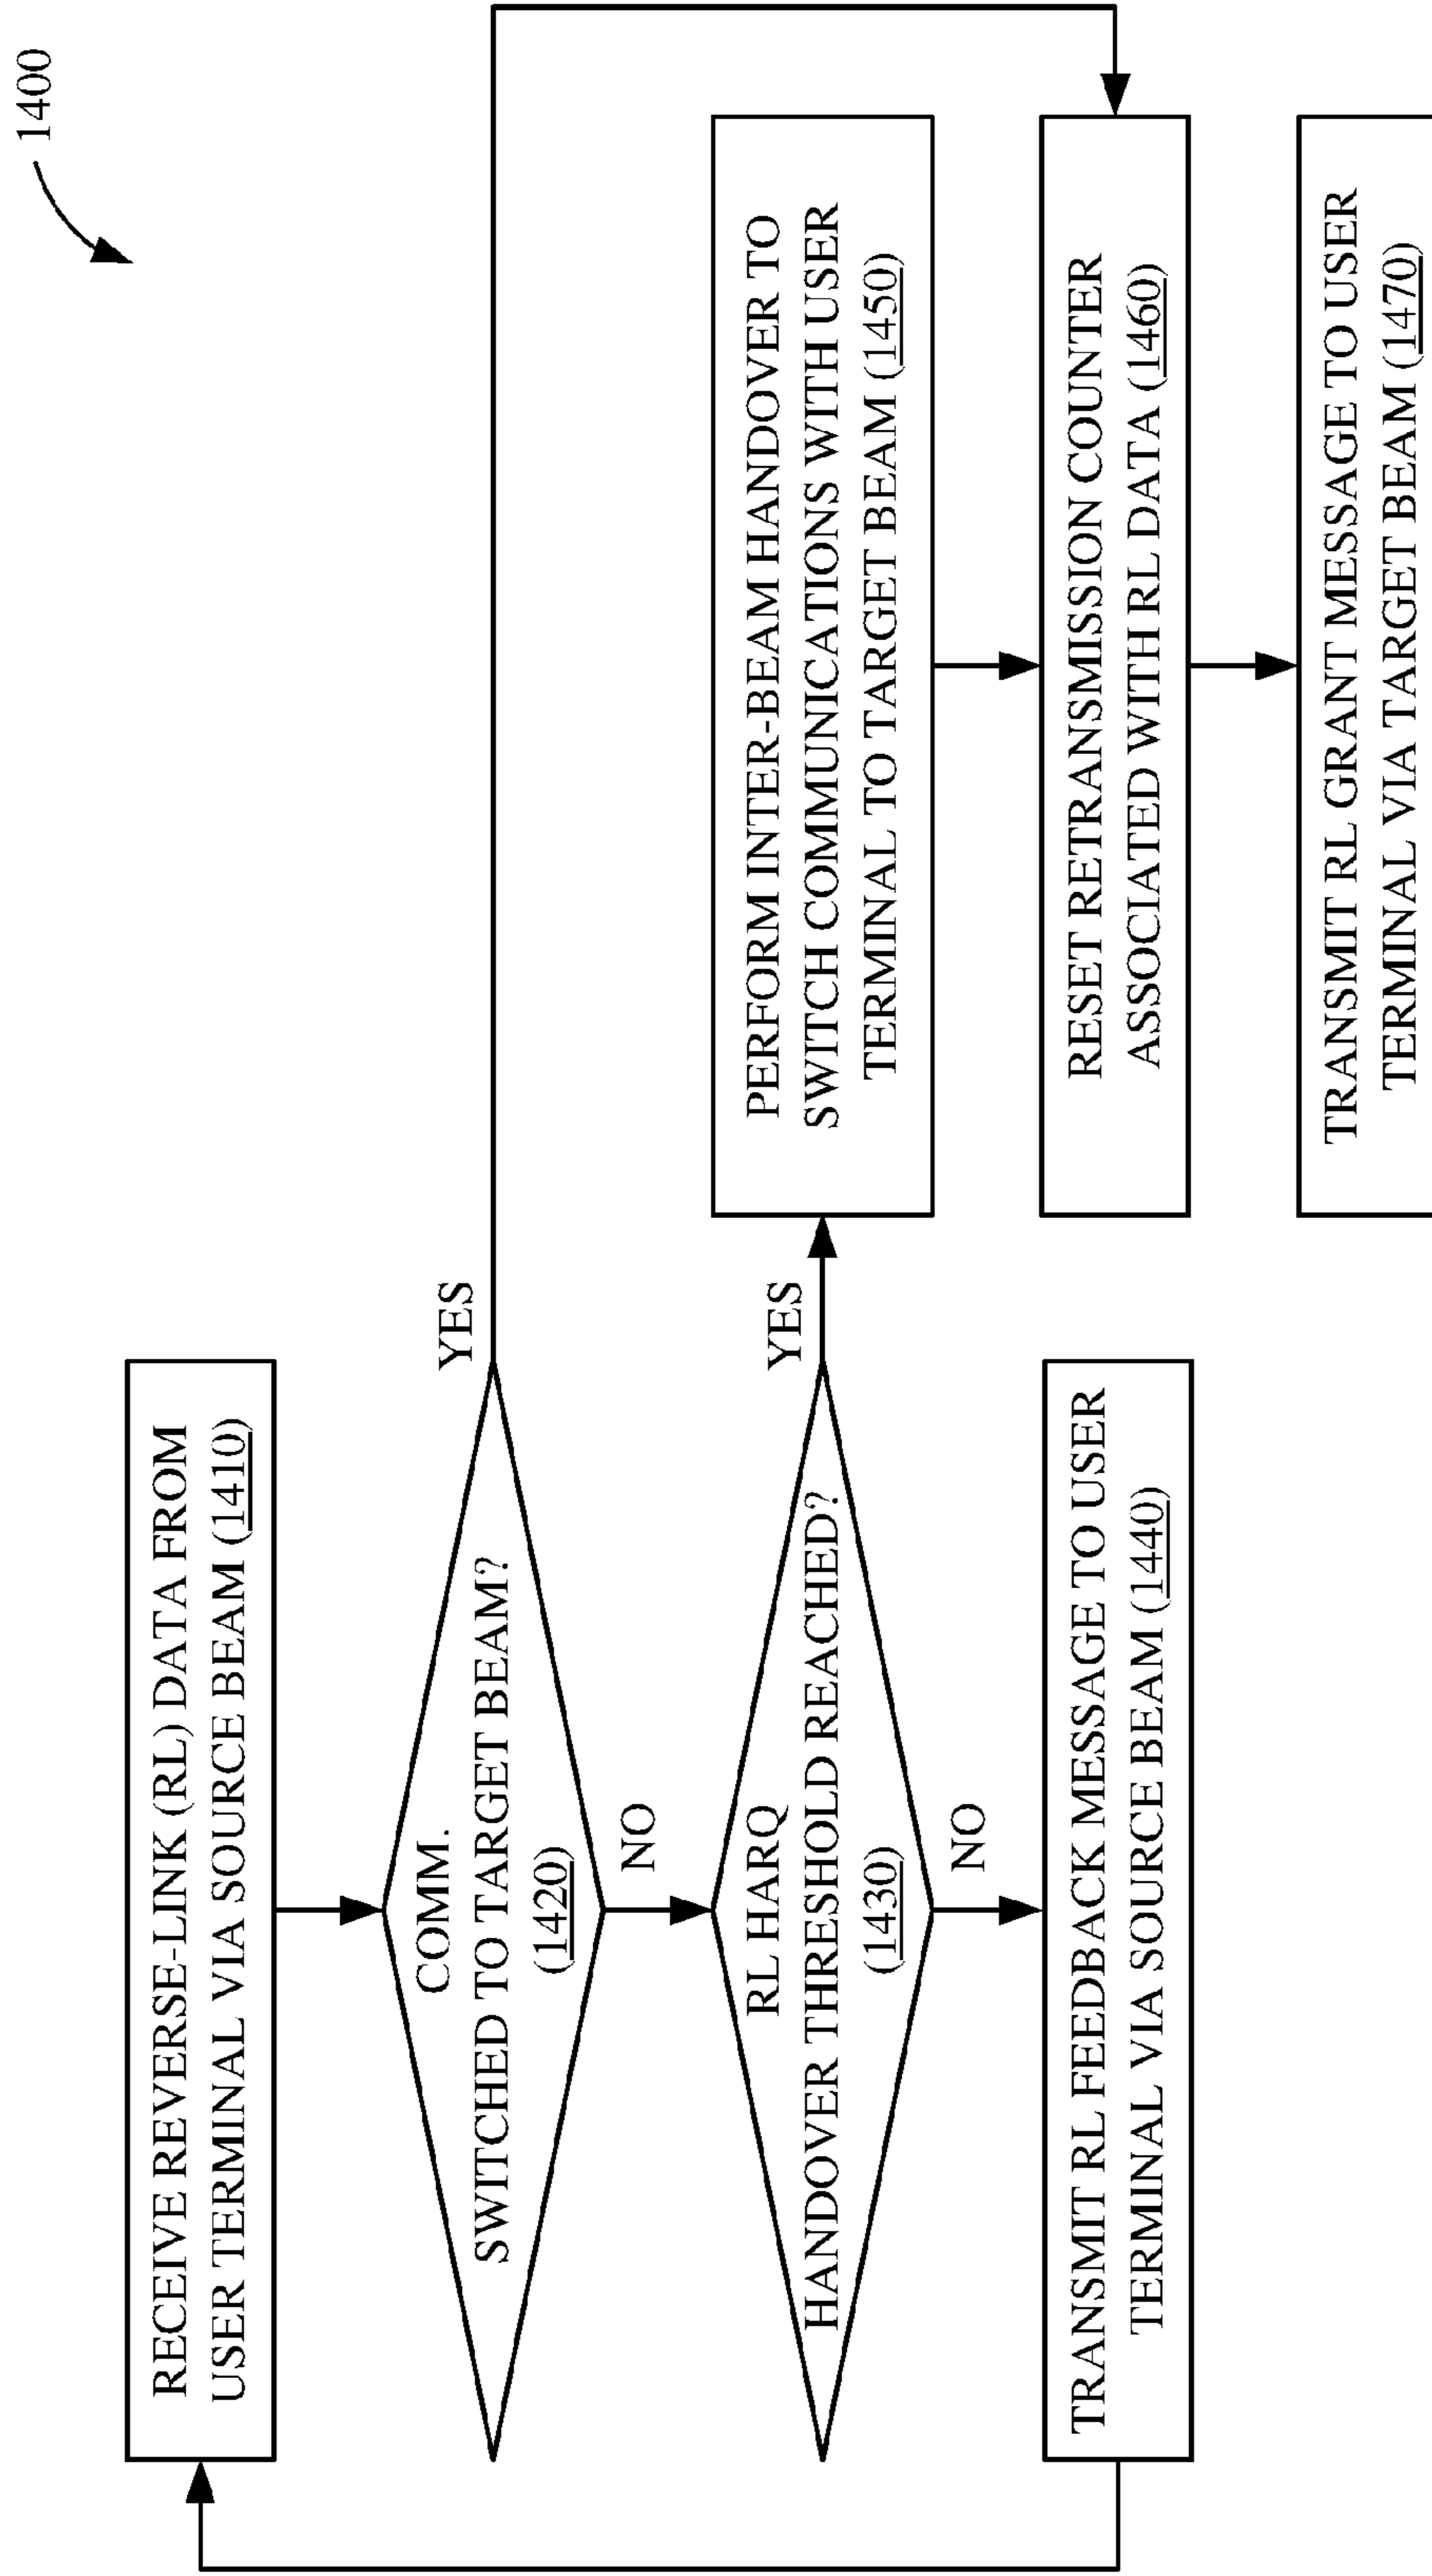 1400
RECEIVE REVERSE-LINK (RL) DATA FROM
USER TERMINAL VIA SOURCE BEAM (1410)
COMM.
SWITCHED TO TARGET BEAM?
(1420)
YES
NO
RL HARQ
HANDOVER THRESHOLD REACHED?
(1430)
YES
NO
TRANSMIT RL FEEDBACK MESSAGE TO USER
TERMINAL VIA SOURCE BEAM (1440)
PERFORM INTER-BEAM HANDOVER TO
SWITCH COMMUNICATIONS WITH USER
TERMINAL TO TARGET BEAM (1450)
RESET RETRANSMISSION COUNTER
ASSOCIATED WITH RL DATA (1460)
TRANSMIT RL GRANT MESSAGE TO USER
TERMINAL VIA TARGET BEAM (1470)